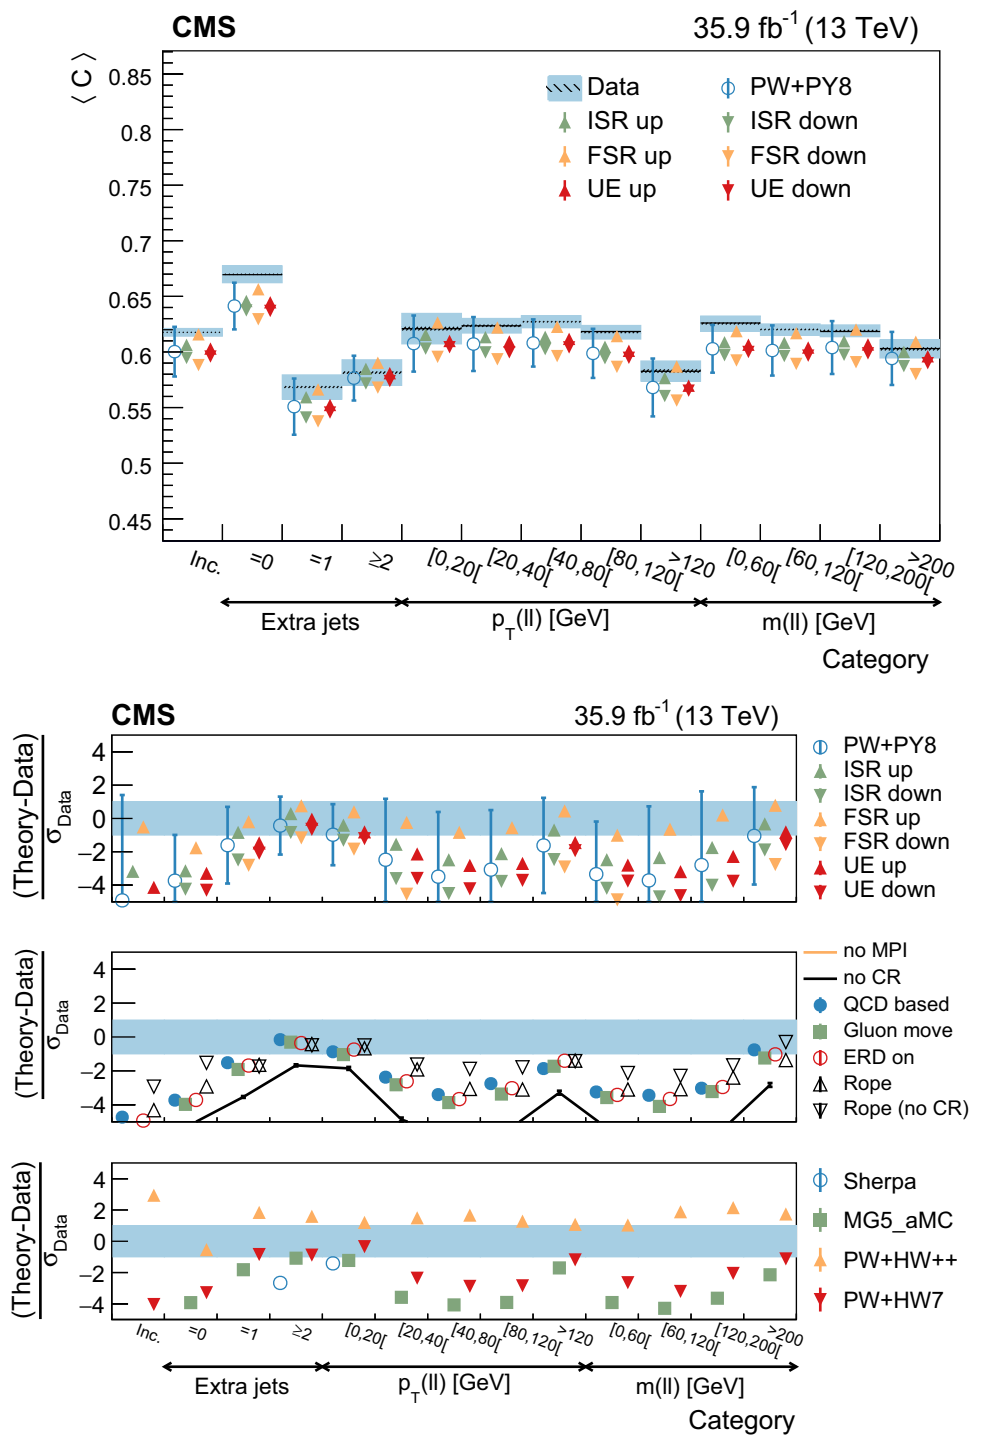 CMS 35.9 fb-1 (13 TeV)
⟨ C ⟩
0.85
0.8
0.75
0.7
0.65
0.6
0.55
0.5
0.45
Data PW+PY8
ISR up ISR down
FSR up FSR down
UE up UE down
Inc. =0 =1 ≥2 [0,20[ [20,40[ [40,80[ [80,120[ >120 [0,60[ [60,120[ [120,200[ >200
Extra jets pT(ll) [GeV] m(ll) [GeV]
Category
CMS 35.9 fb-1 (13 TeV)
(Theory-Data)
σData
4
2
0
−2
−4
PW+PY8
ISR up
ISR down
FSR up
FSR down
UE up
UE down
(Theory-Data)
σData
4
2
0
−2
−4
no MPI
no CR
QCD based
Gluon move
ERD on
Rope
Rope (no CR)
(Theory-Data)
σData
4
2
0
−2
−4
Sherpa
MG5_aMC
PW+HW++
PW+HW7
Inc. =0 =1 ≥2 [0,20[ [20,40[ [40,80[ [80,120[ >120 [0,60[ [60,120[ [120,200[ >200
Extra jets pT(ll) [GeV] m(ll) [GeV]
Category